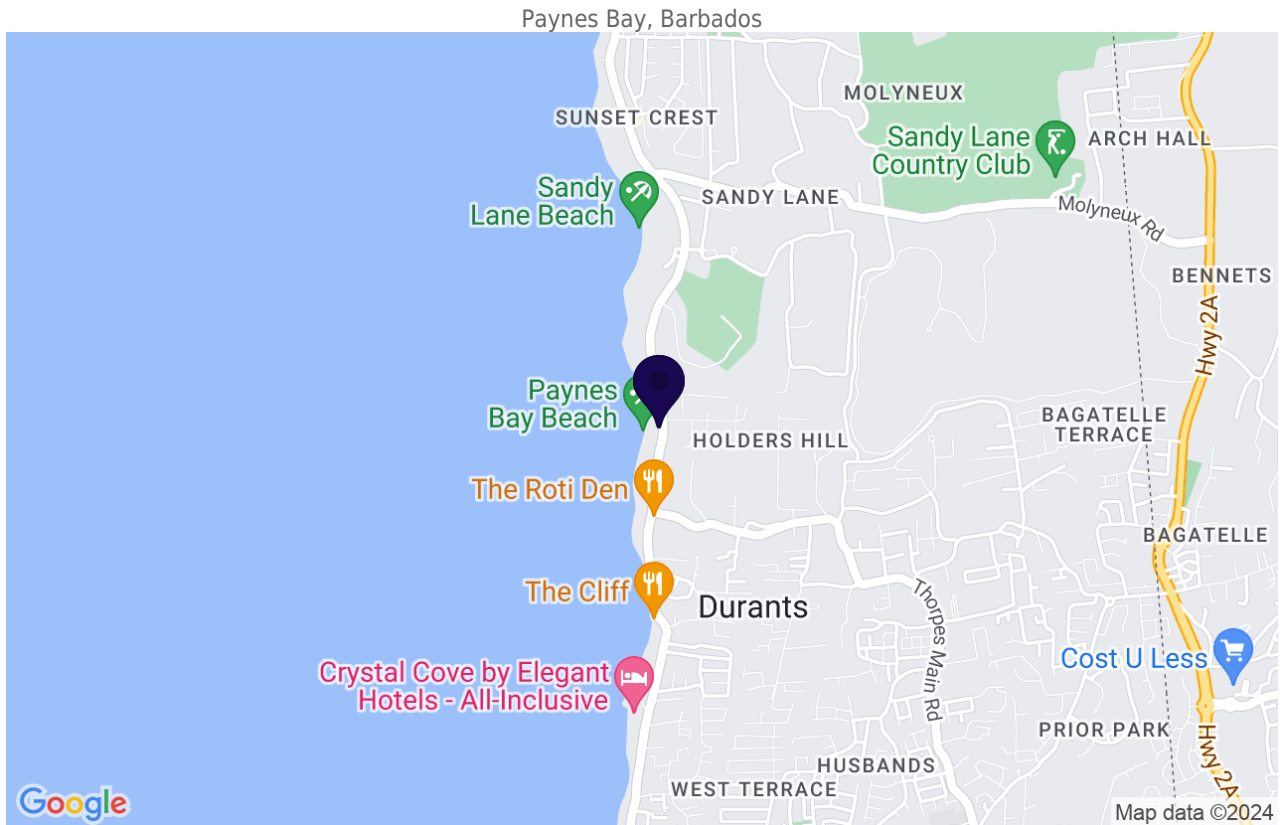 Paynes Bay, Barbados
MOLYNEUX
SUNSET CREST
Sandy Lane
Country Club
ARCH HALL
Sandy
Lane Beach
SANDY LANE
Molyneux Rd
BENNETS
Hwy 2A
Paynes
Bay Beach
HOLDERS HILL
BAGATELLE
TERRACE
The Roti Den
BAGATELLE
The Cliff
Durants
Thorpes Main Rd
Cost U Less
Crystal Cove by Elegant
Hotels - All-Inclusive
PRIOR PARK
Hwy 2A
HUSBANDS
WEST TERRACE
Google
Map data ©2024